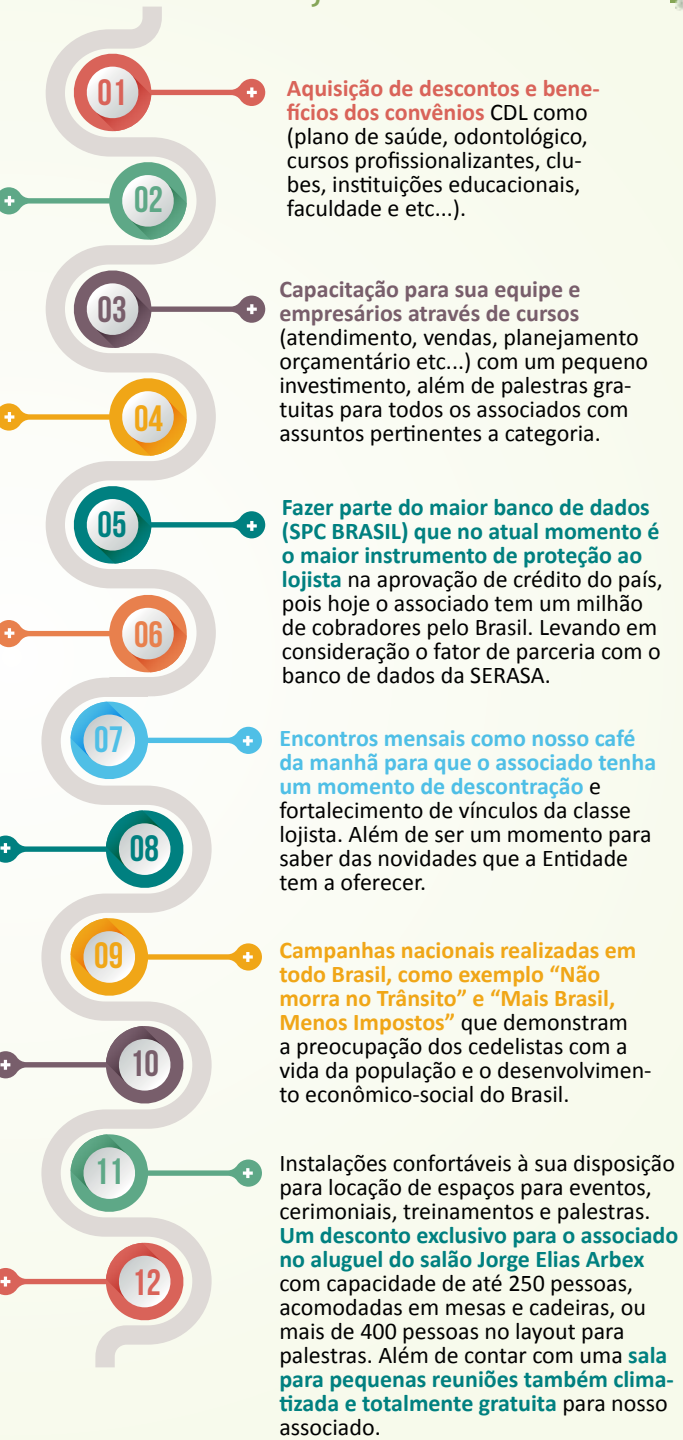 01
Aquisição de descontos e bene-
fícios dos convênios CDL como
(plano de saúde, odontológico,
cursos profissionalizantes, clu-
bes, instituições educacionais,
faculdade e etc...).
02
03
Capacitação para sua equipe e
empresários através de cursos
(atendimento, vendas, planejamento
orçamentário etc...) com um pequeno
investimento, além de palestras gra-
tuitas para todos os associados com
assuntos pertinentes a categoria.
04
05
Fazer parte do maior banco de dados
(SPC BRASIL) que no atual momento é
o maior instrumento de proteção ao
lojista na aprovação de crédito do país,
pois hoje o associado tem um milhão
de cobradores pelo Brasil. Levando em
consideração o fator de parceria com o
banco de dados da SERASA.
06
07
Encontros mensais como nosso café
da manhã para que o associado tenha
um momento de descontração e
fortalecimento de vínculos da classe
lojista. Além de ser um momento para
saber das novidades que a Entidade
tem a oferecer.
08
09
Campanhas nacionais realizadas em
todo Brasil, como exemplo “Não
morra no Trânsito” e “Mais Brasil,
Menos Impostos” que demonstram
a preocupação dos cedelistas com a
vida da população e o desenvolvimen-
to econômico-social do Brasil.
10
11
Instalações confortáveis à sua disposição
para locação de espaços para eventos,
cerimoniais, treinamentos e palestras.
Um desconto exclusivo para o associado
no aluguel do salão Jorge Elias Arbex
com capacidade de até 250 pessoas,
acomodadas em mesas e cadeiras, ou
mais de 400 pessoas no layout para
palestras. Além de contar com uma sala
para pequenas reuniões também clima-
tizada e totalmente gratuita para nosso
associado.
12